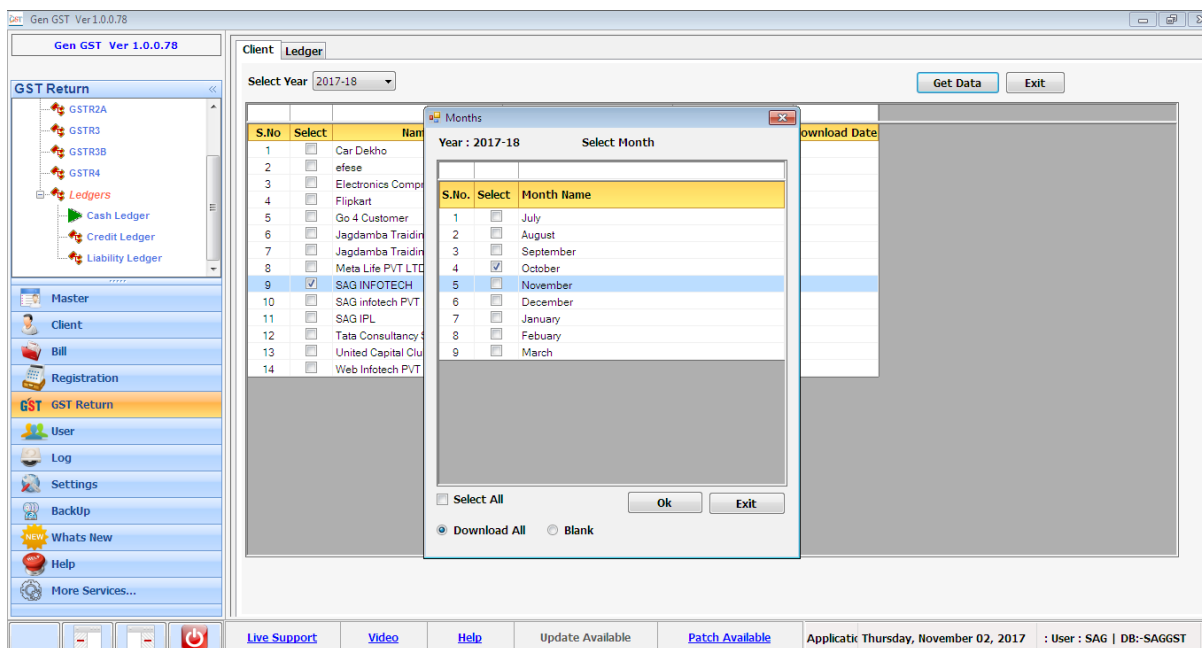 GST Gen GST Ver 1.0.0.78
Gen GST Ver 1.0.0.78
GST Return
GSTR2A
GSTR3
GSTR3B
GSTR4
Ledgers
Cash Ledger
Credit Ledger
Liability Ledger
Master
Client
Bill
Registration
GST GST Return
User
Log
Settings
BackUp
NEW Whats New
Help
More Services...
Client Ledger
Select Year 2017-18
Get Data Exit
S.No Select Nam ownload Date
1 Car Dekho
2 efese
3 Electronics Compr
4 Flipkart
5 Go 4 Customer
6 Jagdamba Traidin
7 Jagdamba Traidin
8 Meta Life PVT LTD
9 SAG INFOTECH
10 SAG infotech PVT
11 SAG IPL
12 Tata Consultancy S
13 United Capital Clu
14 Web Infotech PVT
Months
Year : 2017-18 Select Month
S.No. Select Month Name
1 July
2 August
3 September
4 October
5 November
6 December
7 January
8 Febuary
9 March
Select All Ok Exit
Download All Blank
Live Support Video Help Update Available Patch Available Applicatic Thursday, November 02, 2017 : User : SAG | DB:-SAGGST